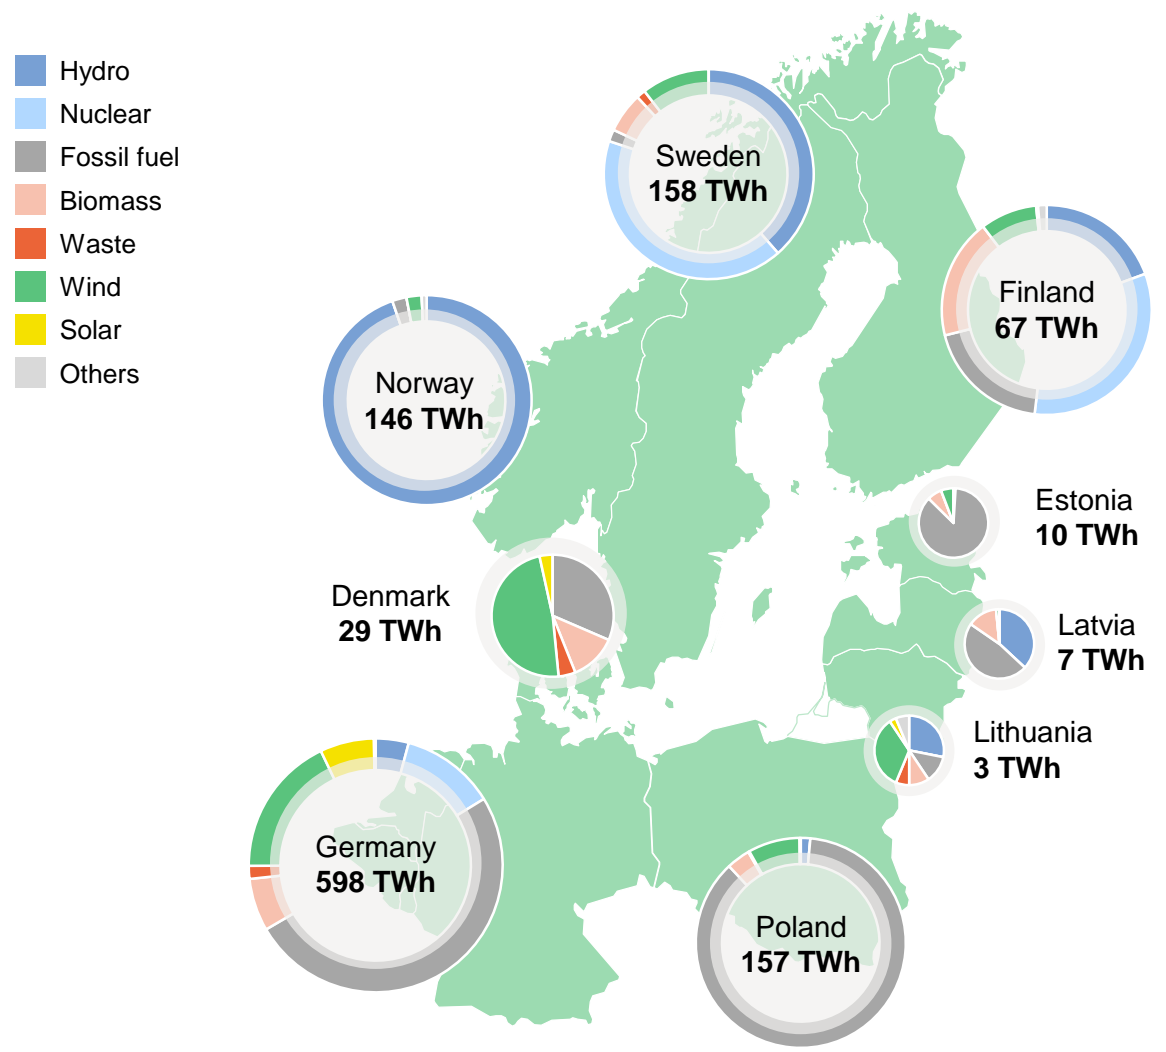 Hydro
Nuclear
Fossil fuel
Biomass
Waste
Wind
Solar
Others
Sweden
158 TWh
Finland
67 TWh
Norway
146 TWh
Estonia
10 TWh
Denmark
29 TWh
Latvia
7 TWh
Lithuania
3 TWh
Germany
598 TWh
Poland
157 TWh